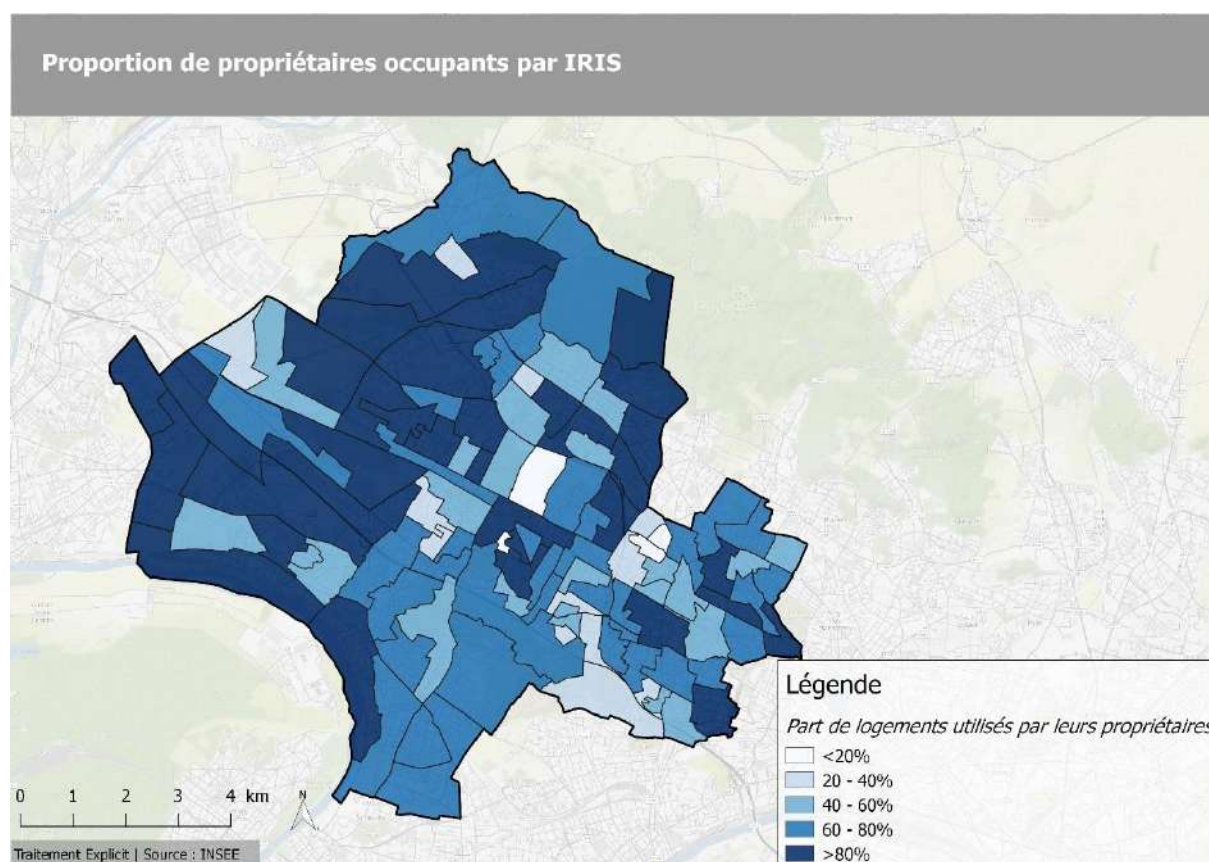 Proportion de propriétaires occupants par IRIS
Légende
Part de logements utilisés par leurs propriétaires
<20%
20 - 40%
40 - 60%
60 - 80%
>80%
0 1 2 3 4 km
N
Traitement Explicit | Source : INSEE